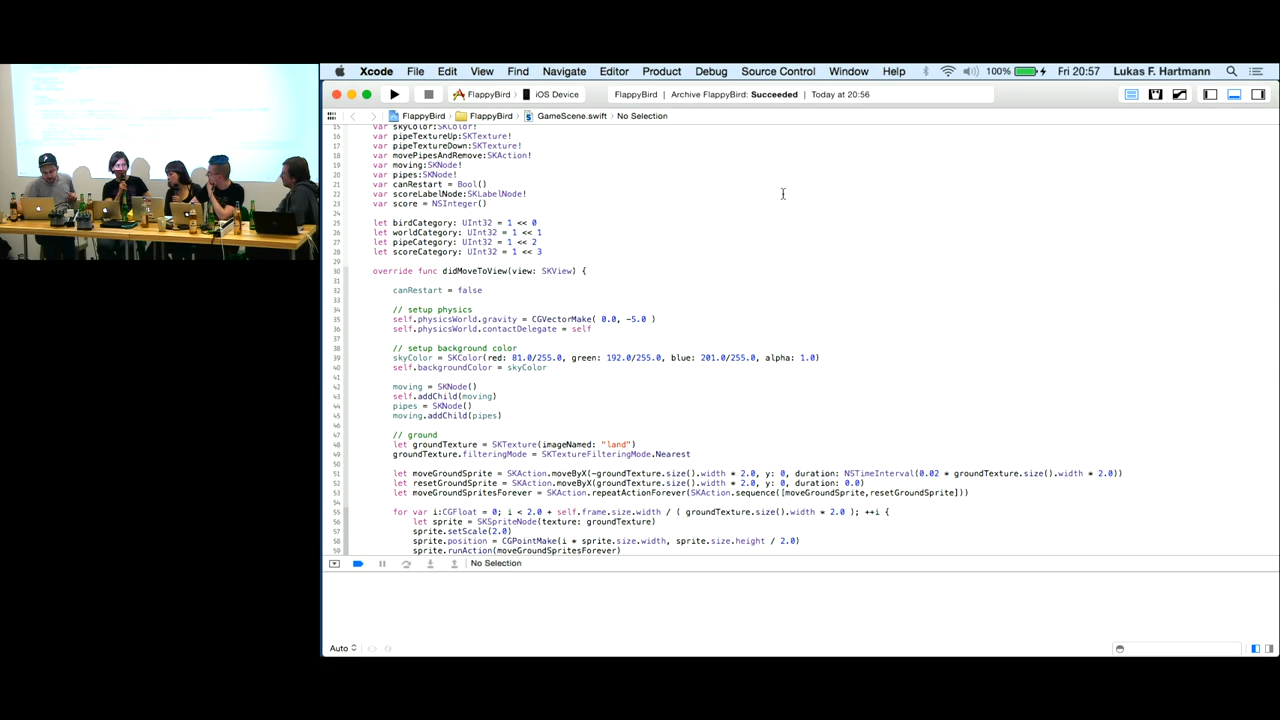 Xcode File Edit View Find Navigate Editor Product Debug Source Control Window Help 100% Fri 20:57 Lukas F. Hartmann
FlappyBird › iOS Device FlappyBird | Archive FlappyBird: Succeeded | Today at 20:56
FlappyBird › FlappyBird › GameScene.swift › No Selection
15 var skyColor:SKColor!
16 var pipeTextureUp:SKTexture!
17 var pipeTextureDown:SKTexture!
18 var movePipesAndRemove:SKAction!
19 var moving:SKNode!
20 var pipes:SKNode!
21 var canRestart = Bool()
22 var scoreLabelNode:SKLabelNode!
23 var score = NSInteger()
24
25 let birdCategory: UInt32 = 1 << 0
26 let worldCategory: UInt32 = 1 << 1
27 let pipeCategory: UInt32 = 1 << 2
28 let scoreCategory: UInt32 = 1 << 3
29
30 override func didMoveToView(view: SKView) {
31
32 canRestart = false
33
34 // setup physics
35 self.physicsWorld.gravity = CGVectorMake( 0.0, -5.0 )
36 self.physicsWorld.contactDelegate = self
37
38 // setup background color
39 skyColor = SKColor(red: 81.0/255.0, green: 192.0/255.0, blue: 201.0/255.0, alpha: 1.0)
40 self.backgroundColor = skyColor
41
42 moving = SKNode()
43 self.addChild(moving)
44 pipes = SKNode()
45 moving.addChild(pipes)
46
47 // ground
48 let groundTexture = SKTexture(imageNamed: "land")
49 groundTexture.filteringMode = SKTextureFilteringMode.Nearest
50
51 let moveGroundSprite = SKAction.moveByX(-groundTexture.size().width * 2.0, y: 0, duration: NSTimeInterval(0.02 * groundTexture.size().width * 2.0))
52 let resetGroundSprite = SKAction.moveByX(groundTexture.size().width * 2.0, y: 0, duration: 0.0)
53 let moveGroundSpritesForever = SKAction.repeatActionForever(SKAction.sequence([moveGroundSprite,resetGroundSprite]))
54
55 for var i:CGFloat = 0; i < 2.0 + self.frame.size.width / ( groundTexture.size().width * 2.0 ); ++i {
56 let sprite = SKSpriteNode(texture: groundTexture)
57 sprite.setScale(2.0)
58 sprite.position = CGPointMake(i * sprite.size.width, sprite.size.height / 2.0)
59 sprite.runAction(moveGroundSpritesForever)
No Selection
Auto